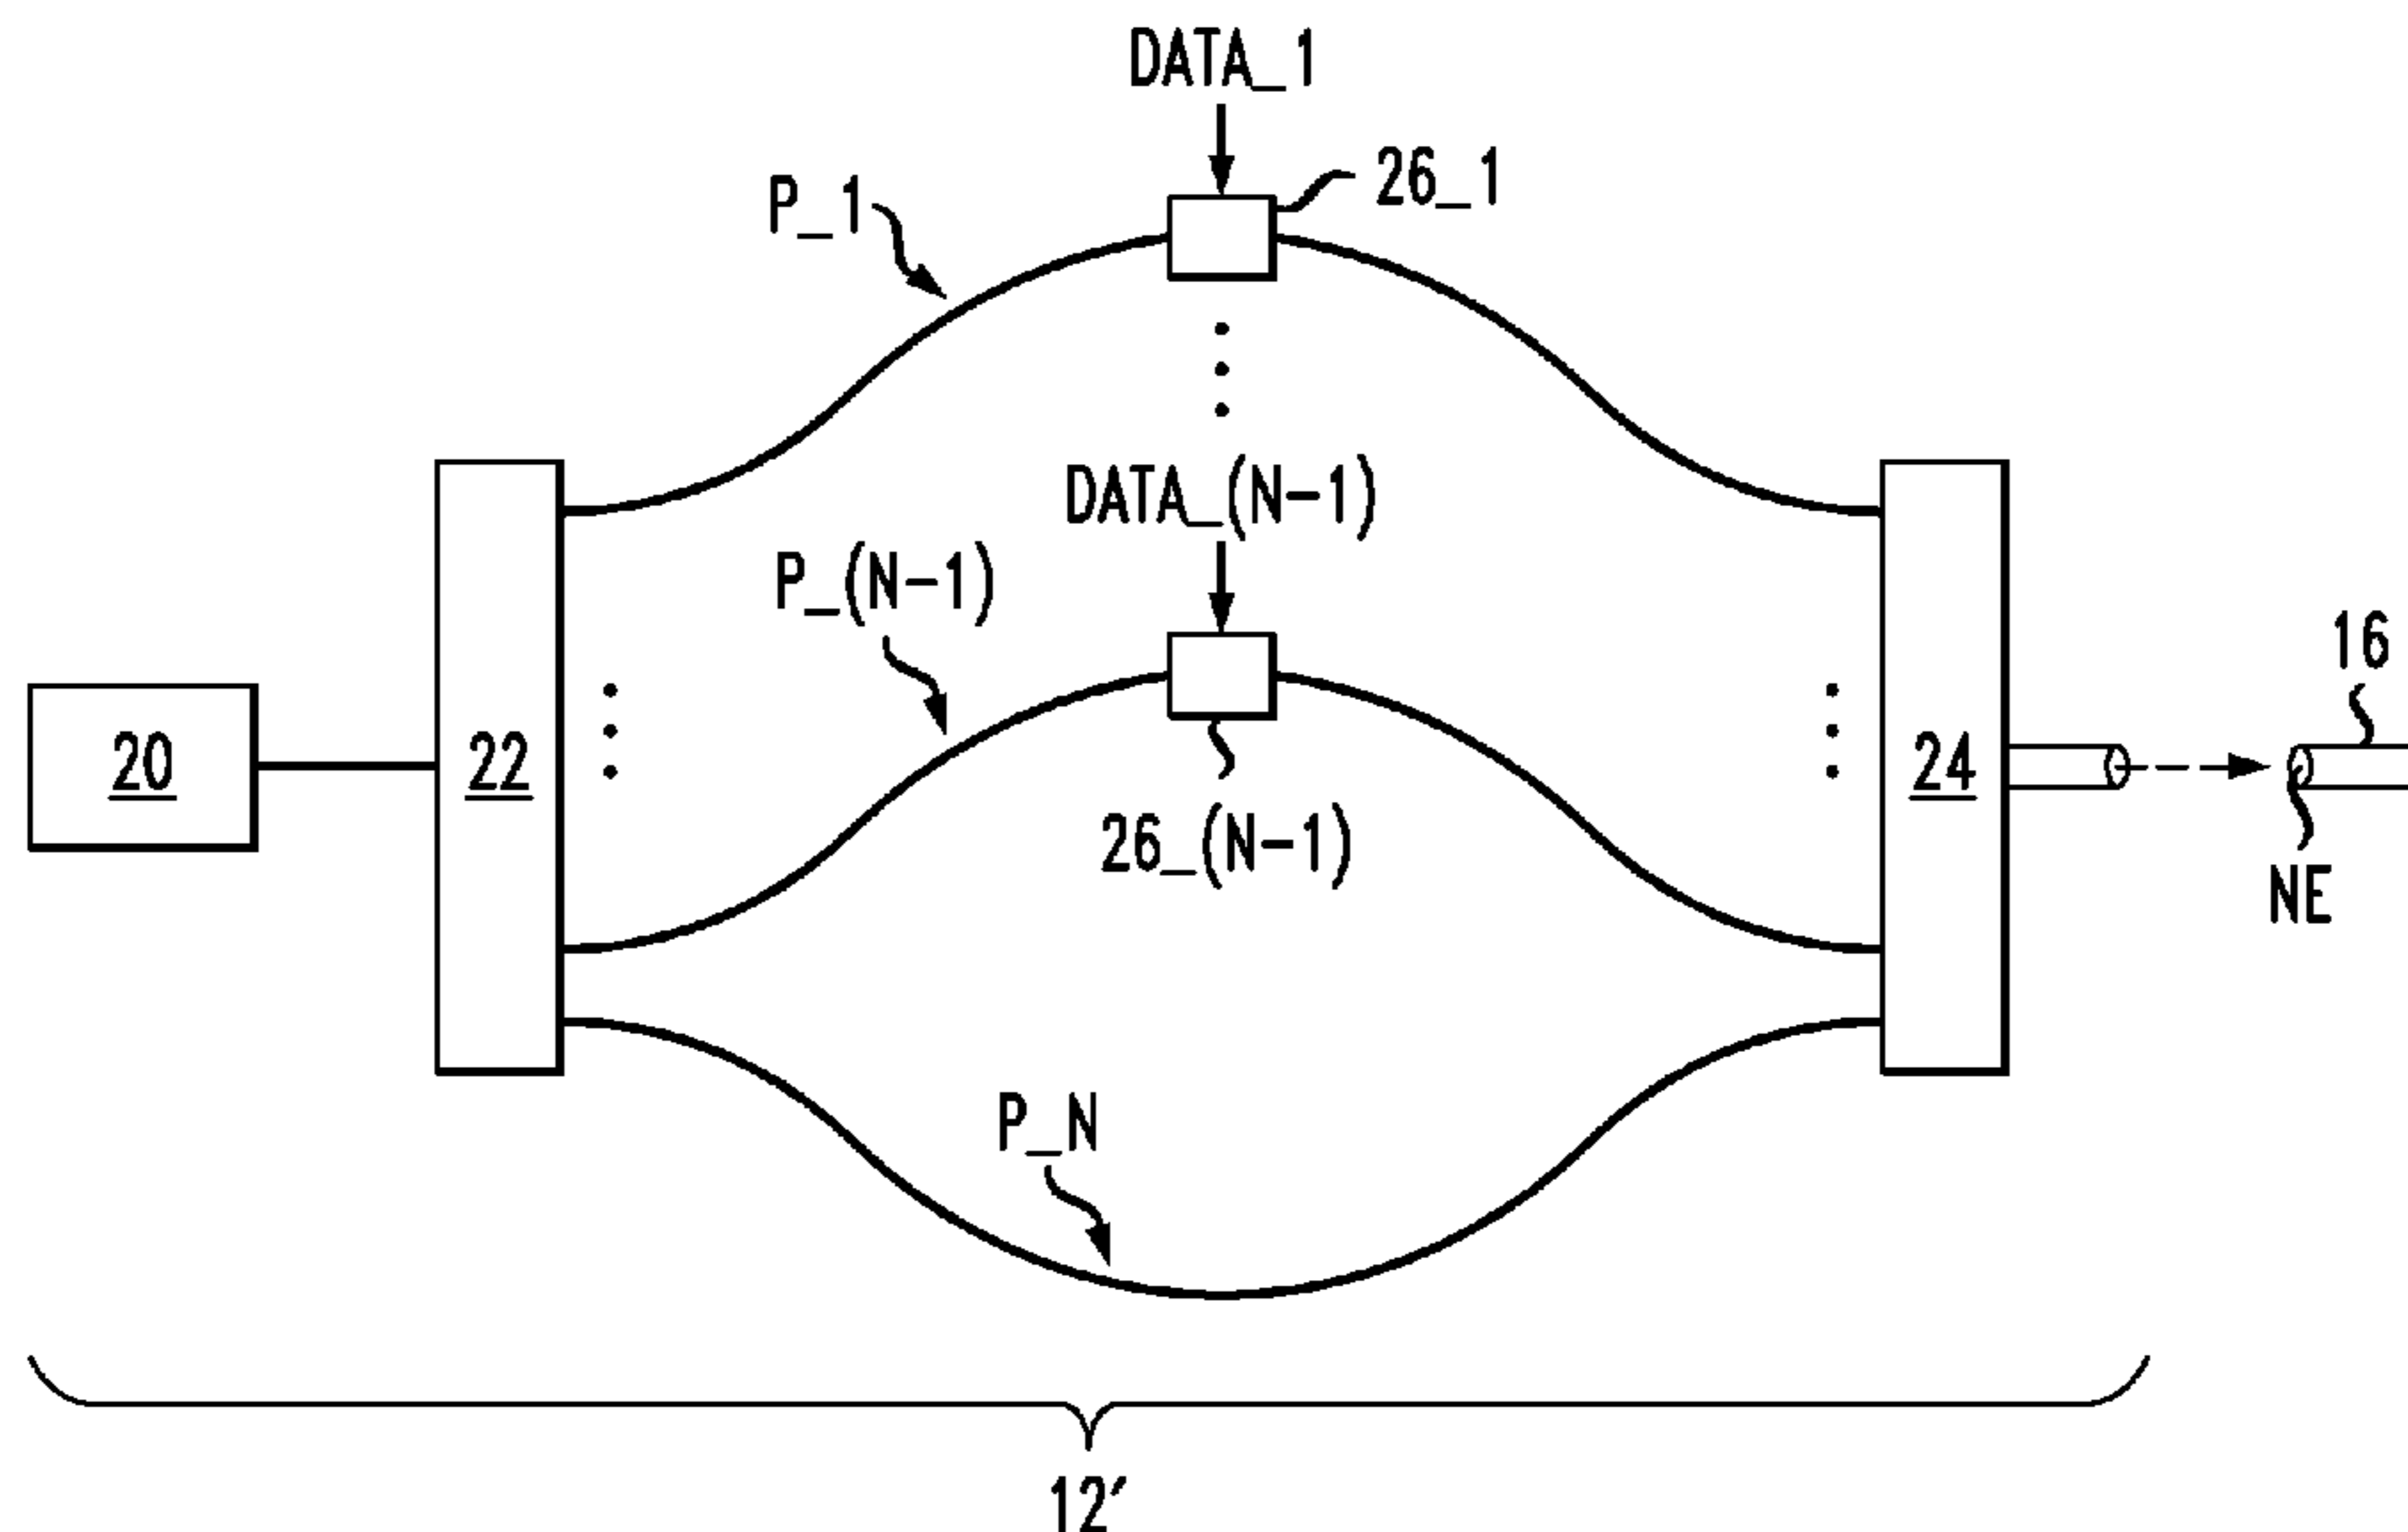 DATA_1
P_1
26_1
DATA_(N-1)
P_(N-1)
16
20
22
24
26_(N-1)
NE
P_N
12′